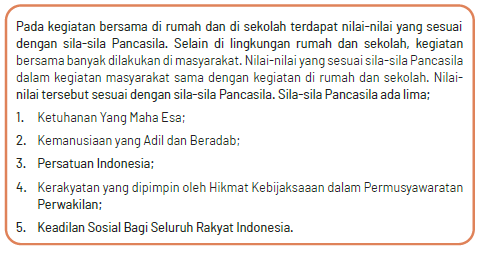 Pada kegiatan bersama di rumah dan di sekolah terdapat nilai-nilai yang sesuai
dengan sila-sila Pancasila. Selain di lingkungan rumah dan sekolah, kegiatan
bersama banyak dilakukan di masyarakat. Nilai-nilai yang sesuai sila-sila Pancasila
dalam kegiatan masyarakat sama dengan kegiatan di rumah dan sekolah. Nilai-
nilai tersebut sesuai dengan sila-sila Pancasila. Sila-sila Pancasila ada lima;
1. Ketuhanan Yang Maha Esa;
2. Kemanusiaan yang Adil dan Beradab;
3. Persatuan Indonesia;
4. Kerakyatan yang dipimpin oleh Hikmat Kebijaksaaan dalam Permusyawaratan
Perwakilan;
5. Keadilan Sosial Bagi Seluruh Rakyat Indonesia.